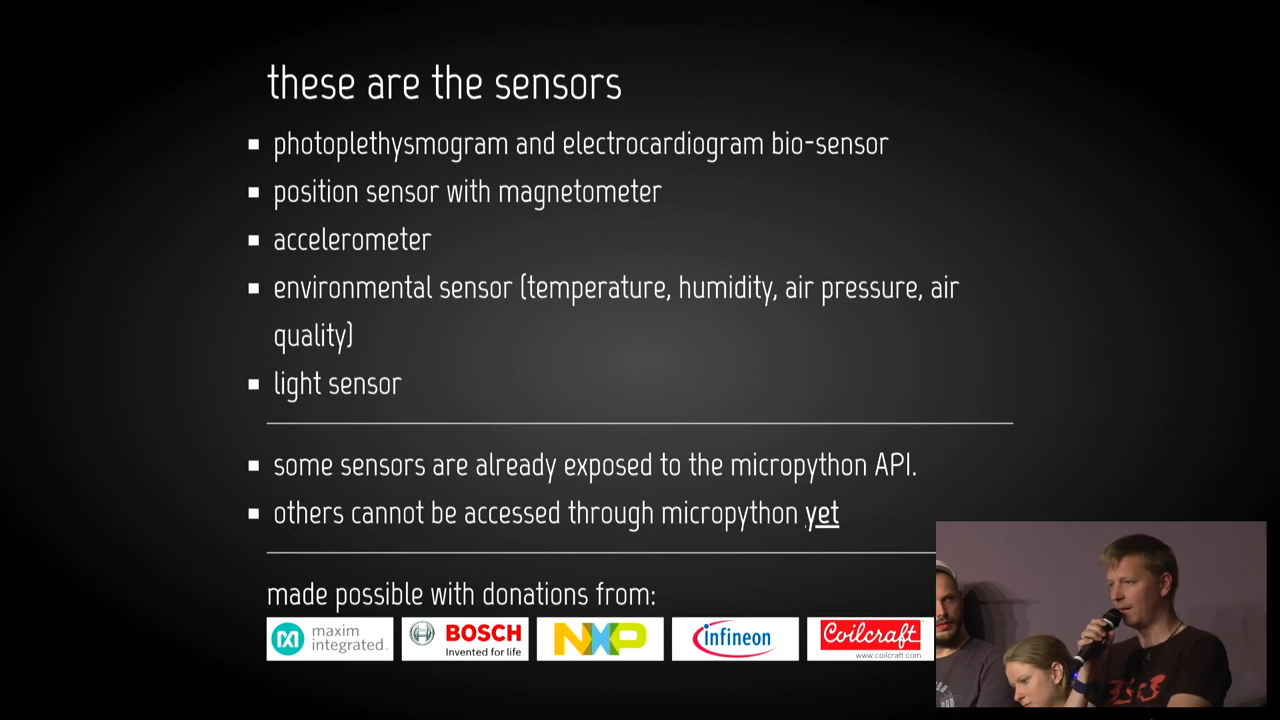 these are the sensors
photoplethysmogram and electrocardiogram bio-sensor
position sensor with magnetometer
accelerometer
environmental sensor (temperature, humidity, air pressure, air
quality)
light sensor
some sensors are already exposed to the micropython API.
others cannot be accessed through micropython yet
made possible with donations from:
maxim
integrated.
BOSCH
Invented for life
NXP
infineon
Coilcraft
www.coilcraft.com